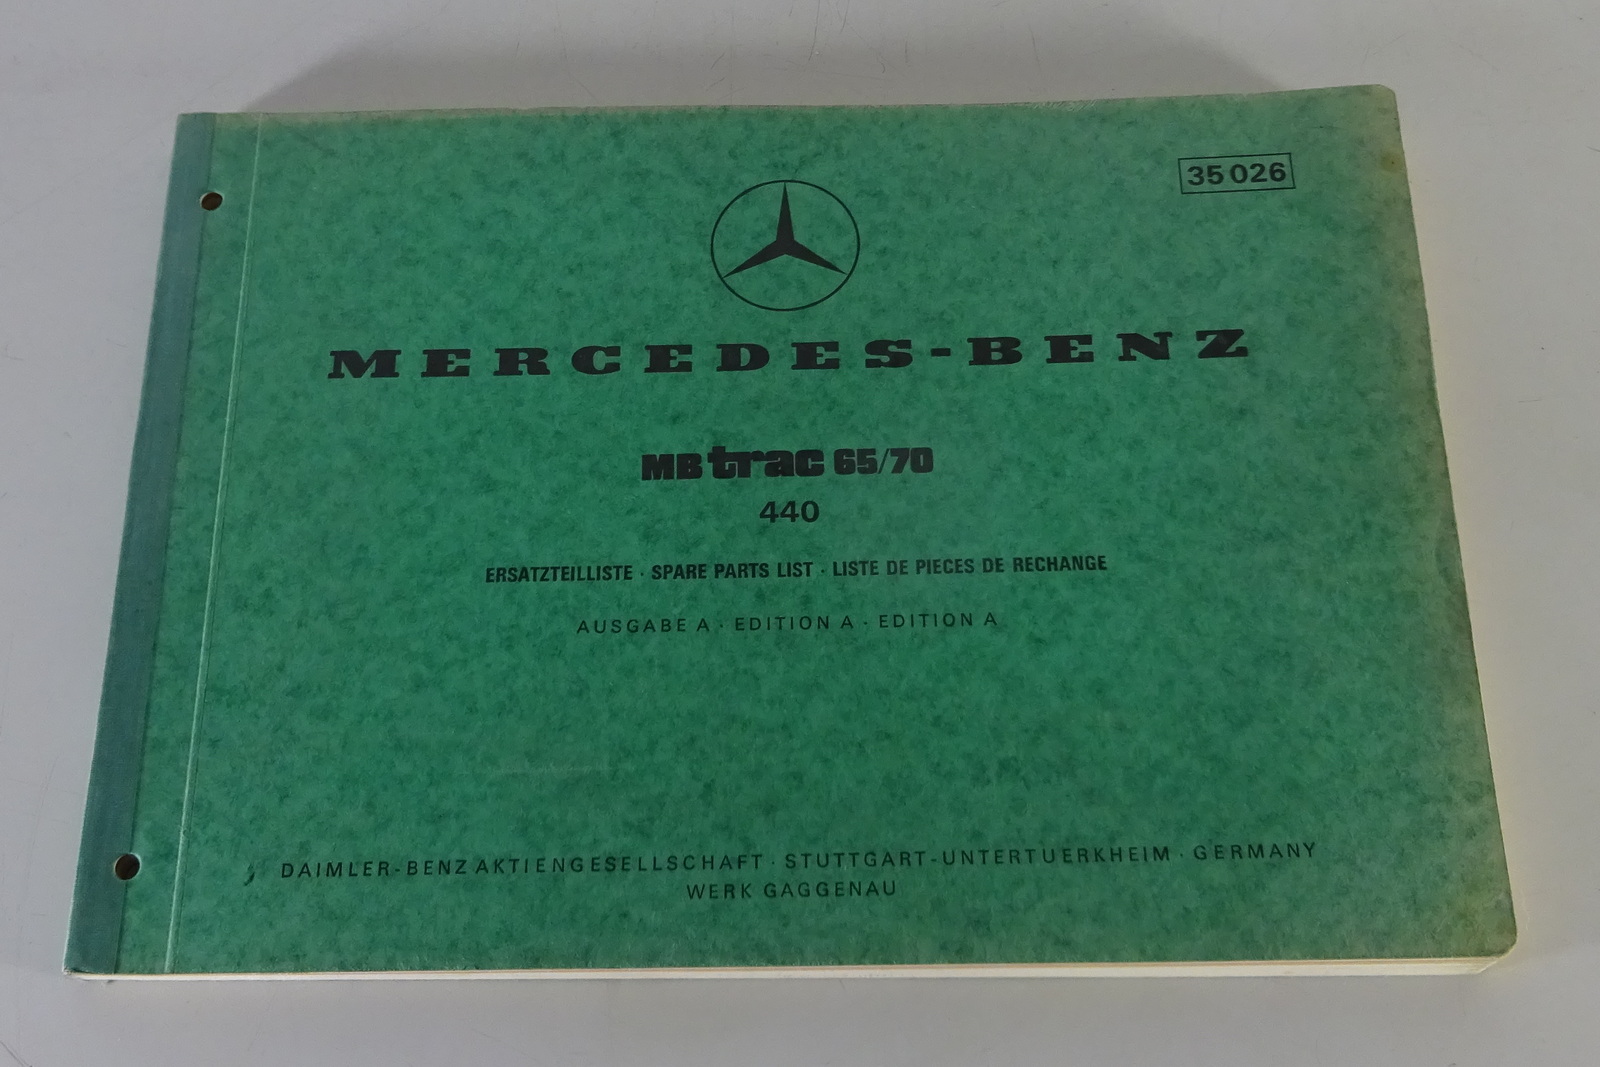 35 026
MERCEDES-BENZ
MB trac 65/70
440
ERSATZTEILLISTE · SPARE PARTS LIST · LISTE DE PIECES DE RECHANGE
AUSGABE A · EDITION A · EDITION A
DAIMLER-BENZ AKTIENGESELLSCHAFT · STUTTGART-UNTERTUERKHEIM · GERMANY
WERK GAGGENAU